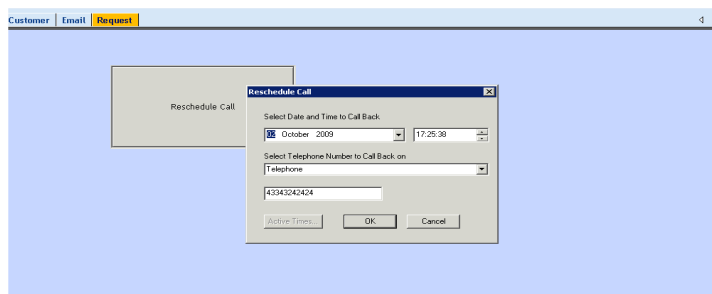 Customer Email Request
Reschedule Call
Reschedule Call
Select Date and Time to Call Back
02 October 2009 17:25:38
Select Telephone Number to Call Back on
Telephone
43343242424
Active Times... OK Cancel